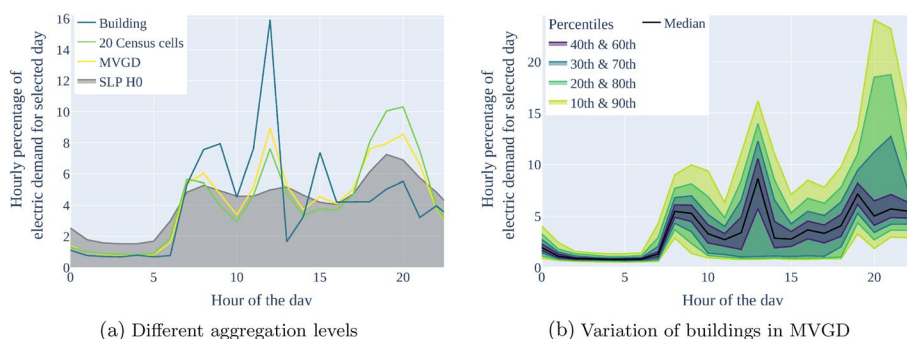 16
14
12
10
8
6
4
2
0
Hourly percentage of
electric demand for selected day
Building
20 Census cells
MVGD
SLP H0
0
5
10
15
20
Hour of the day
(a) Different aggregation levels
20
15
10
5
0
Hourly percentage of
electric demand for selected day
Percentiles
40th & 60th
30th & 70th
20th & 80th
10th & 90th
Median
0
5
10
15
20
Hour of the day
(b) Variation of buildings in MVGD